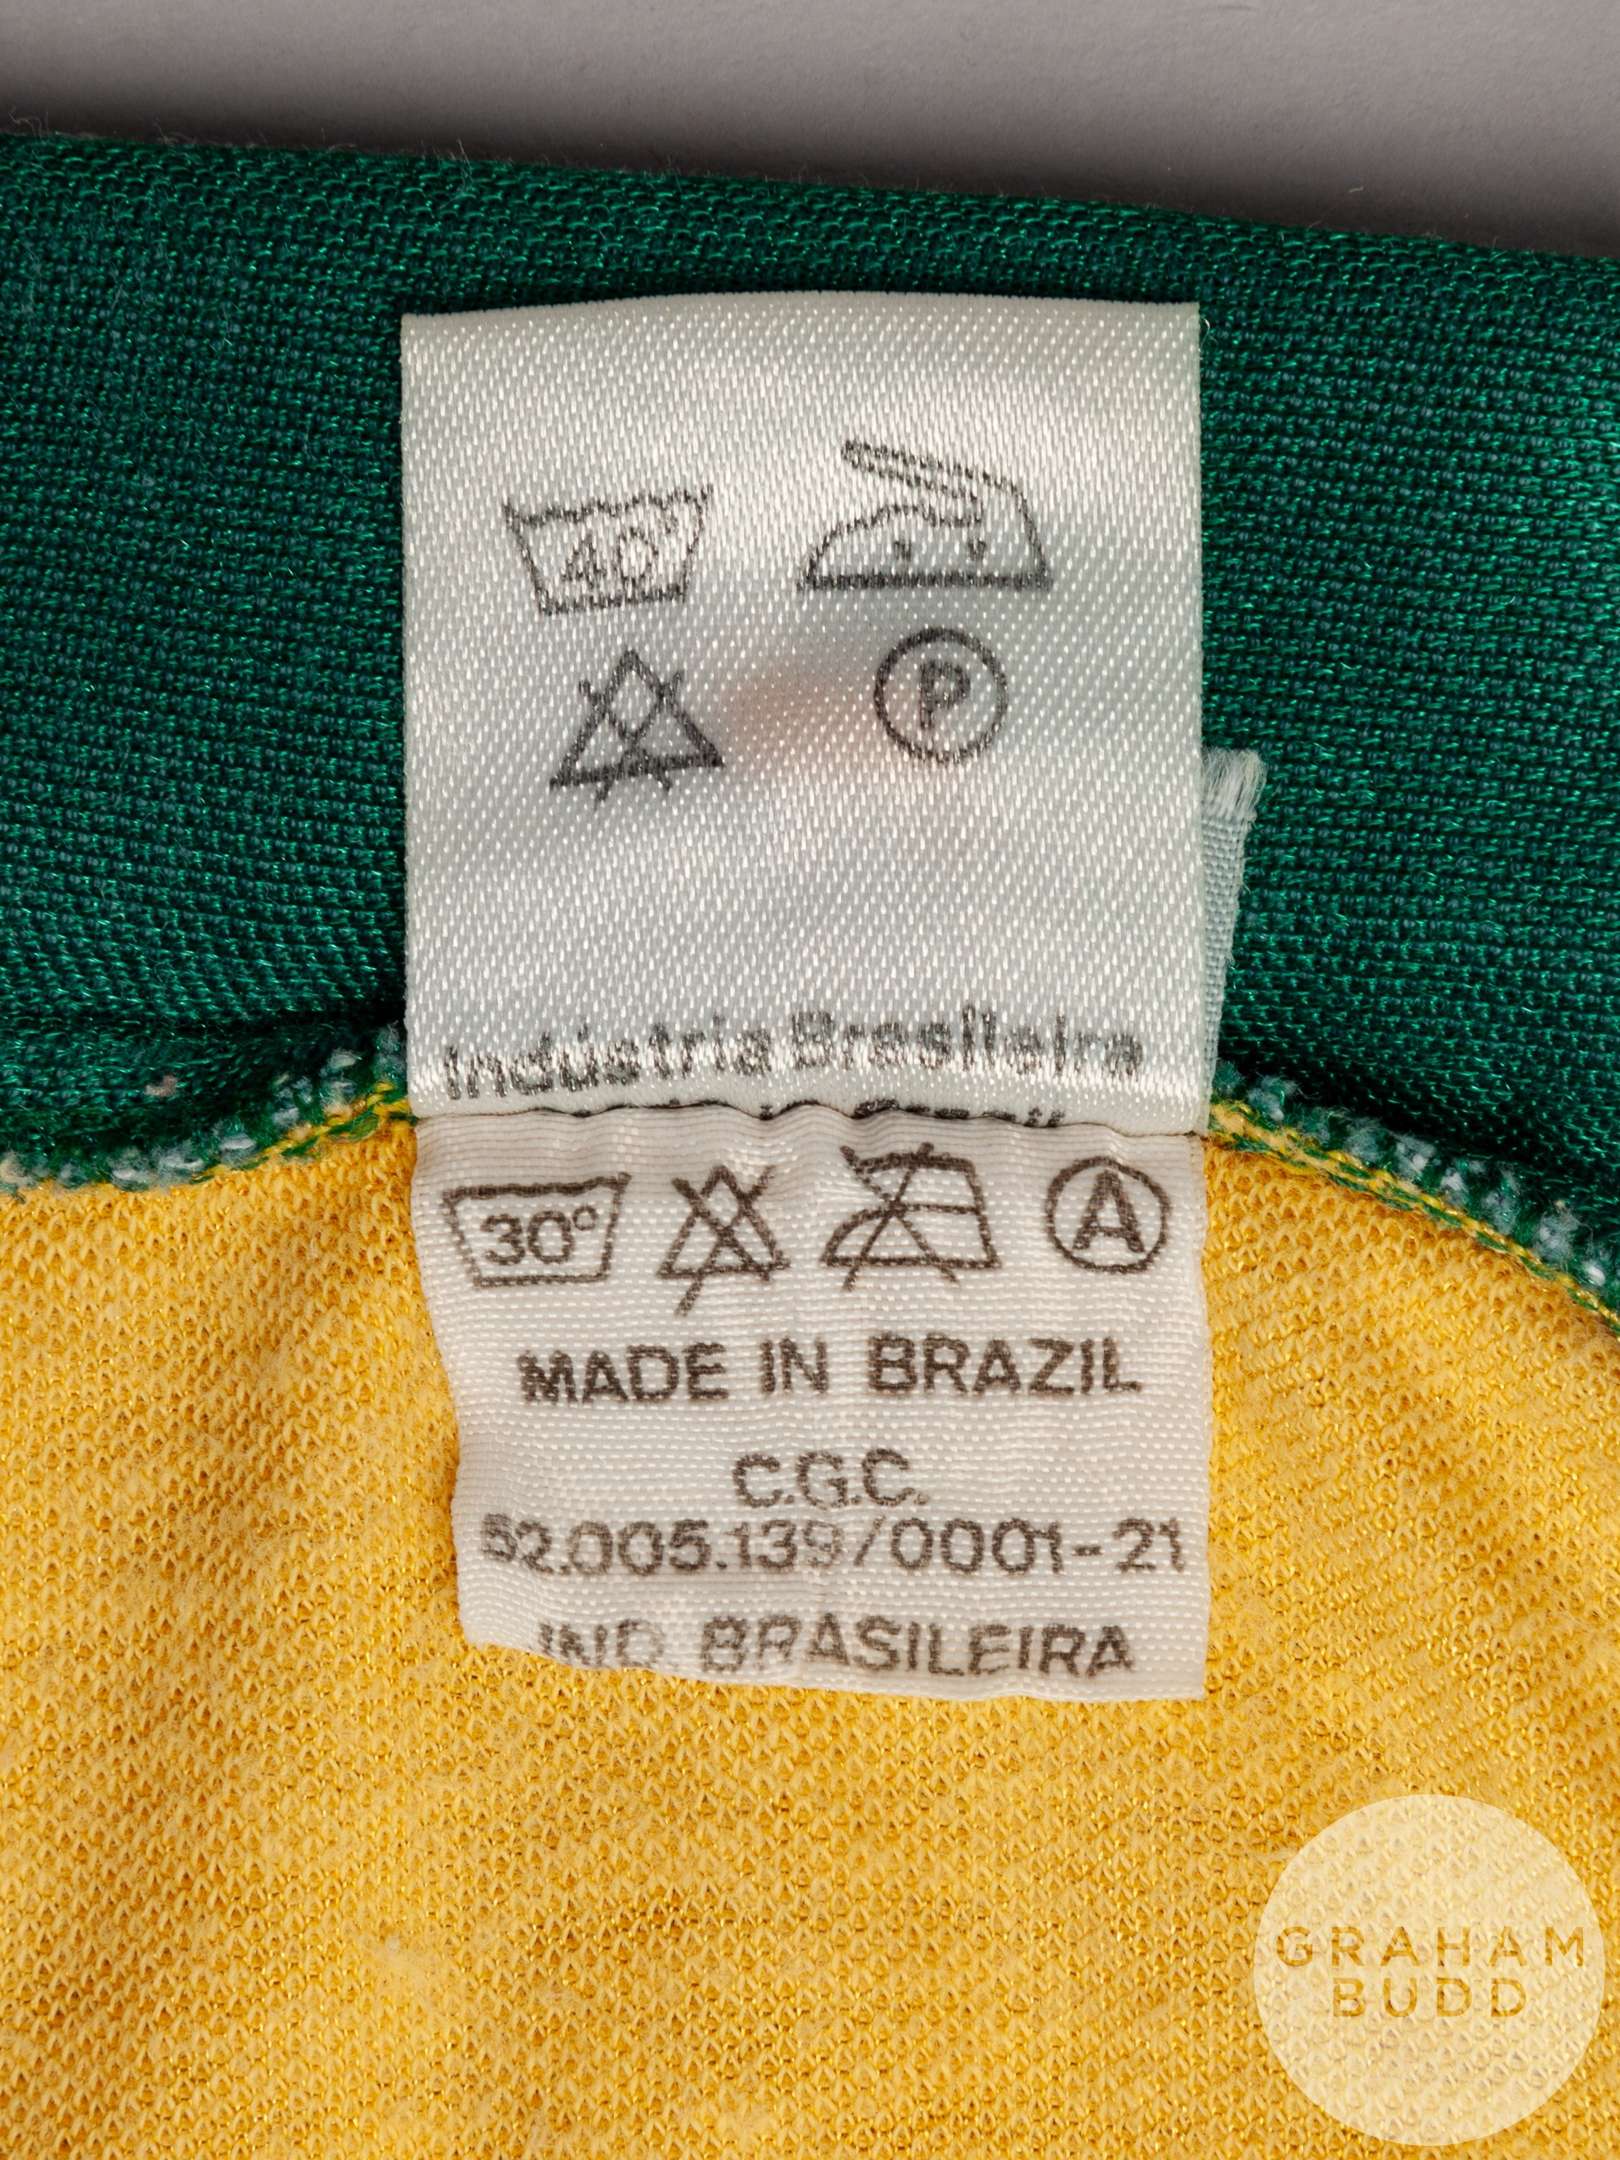 40°
P
Indústria Brasileira
30° A
MADE IN BRAZIL
C.G.C.
52.005.139/0001-21
IND. BRASILEIRA
GRAHAM
BUDD